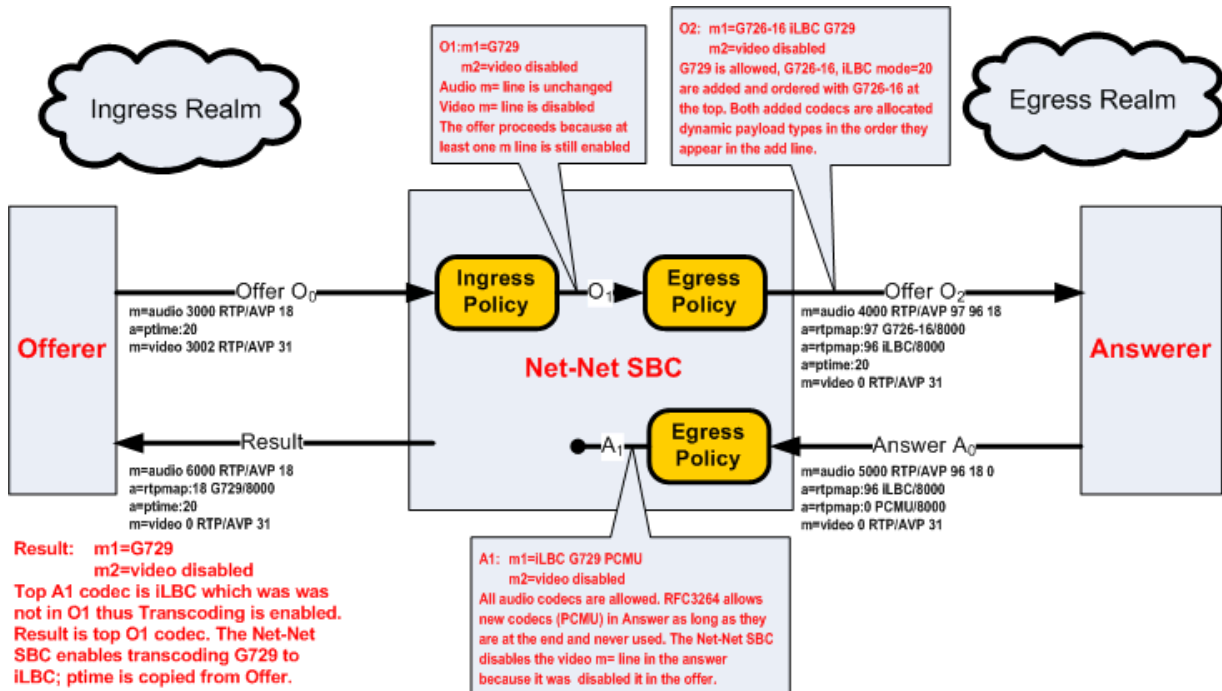 O1:m1=G729
m2=video disabled
Audio m= line is unchanged
Video m= line is disabled
The offer proceeds because at
least one m line is still enabled
O2: m1=G726-16 iLBC G729
m2=video disabled
G729 is allowed, G726-16, iLBC mode=20
are added and ordered with G726-16 at
the top. Both added codecs are allocated
dynamic payload types in the order they
appear in the add line.
Ingress Realm
Egress Realm
Offerer
Offer O0
m=audio 3000 RTP/AVP 18
a=ptime:20
m=video 3002 RTP/AVP 31
Ingress
Policy
O1
Egress
Policy
Net-Net SBC
Offer O2
m=audio 4000 RTP/AVP 97 96 18
a=rtpmap:97 G726-16/8000
a=rtpmap:96 iLBC/8000
a=ptime:20
m=video 0 RTP/AVP 31
Answerer
Result
m=audio 6000 RTP/AVP 18
a=rtpmap:18 G729/8000
a=ptime:20
m=video 0 RTP/AVP 31
A1
Egress
Policy
Answer A0
m=audio 5000 RTP/AVP 96 18 0
a=rtpmap:96 iLBC/8000
a=rtpmap:0 PCMU/8000
m=video 0 RTP/AVP 31
Result: m1=G729
m2=video disabled
Top A1 codec is iLBC which was was
not in O1 thus Transcoding is enabled.
Result is top O1 codec. The Net-Net
SBC enables transcoding G729 to
iLBC; ptime is copied from Offer.
A1: m1=iLBC G729 PCMU
m2=video disabled
All audio codecs are allowed. RFC3264 allows
new codecs (PCMU) in Answer as long as they
are at the end and never used. The Net-Net SBC
disables the video m= line in the answer
because it was disabled it in the offer.